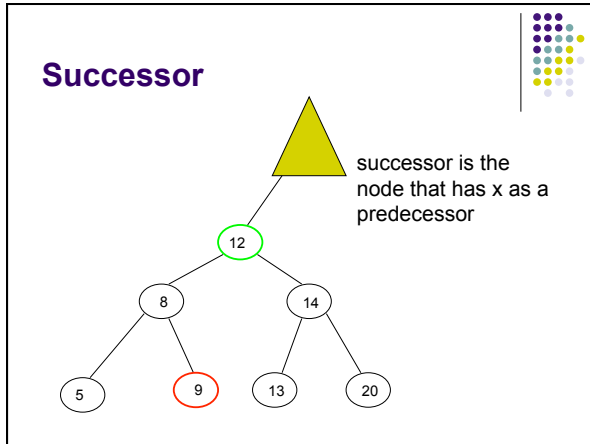 Successor
successor is the
node that has x as a
predecessor
12
8
14
5
9
13
20